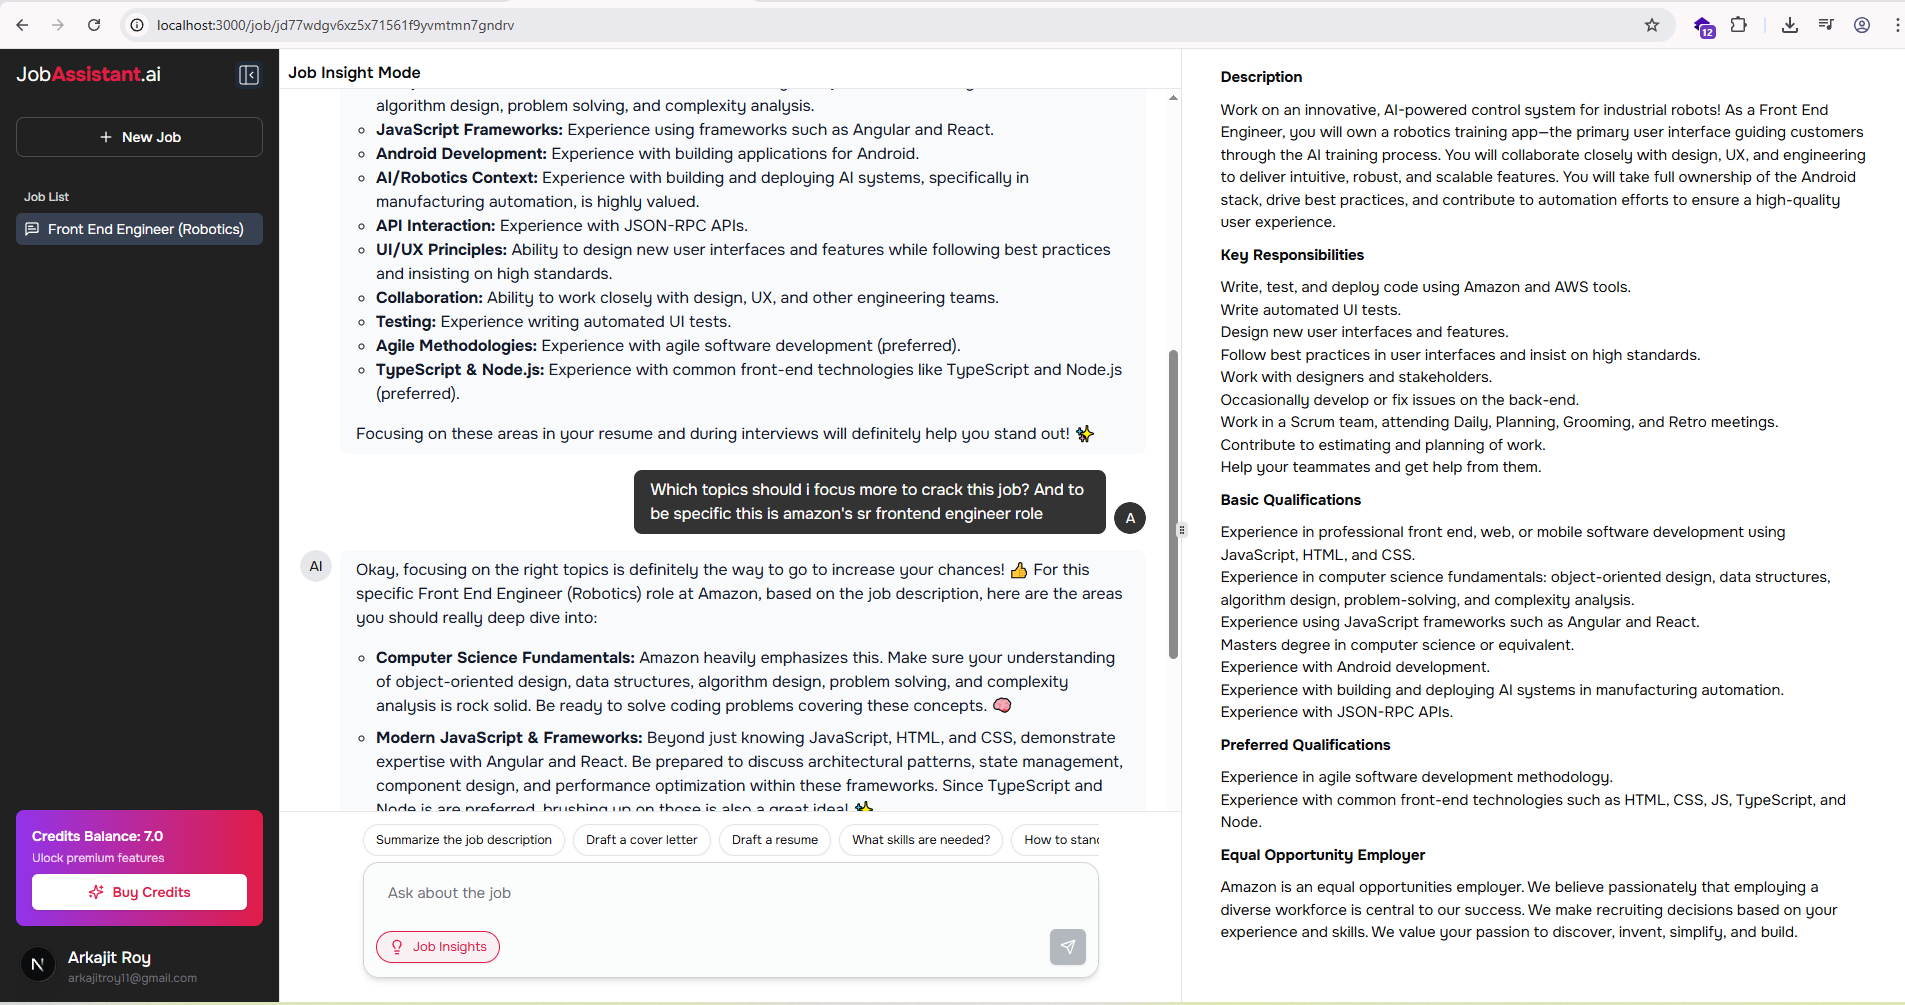 localhost:3000/job/jd77wdgv6xz5x71561f9yvmtmn7gndrv
12
JobAssistant.ai
+ New Job
Job List
Front End Engineer (Robotics)
Credits Balance: 7.0
Ulock premium features
Buy Credits
N
Arkajit Roy
arkajitroy11@gmail.com
Job Insight Mode
algorithm design, problem solving, and complexity analysis.
JavaScript Frameworks: Experience using frameworks such as Angular and React.
Android Development: Experience with building applications for Android.
AI/Robotics Context: Experience with building and deploying AI systems, specifically in
manufacturing automation, is highly valued.
API Interaction: Experience with JSON-RPC APIs.
UI/UX Principles: Ability to design new user interfaces and features while following best practices
and insisting on high standards.
Collaboration: Ability to work closely with design, UX, and other engineering teams.
Testing: Experience writing automated UI tests.
Agile Methodologies: Experience with agile software development (preferred).
TypeScript & Node.js: Experience with common front-end technologies like TypeScript and Node.js
(preferred).
Focusing on these areas in your resume and during interviews will definitely help you stand out! ✨
Which topics should i focus more to crack this job? And to
be specific this is amazon's sr frontend engineer role
A
AI
Okay, focusing on the right topics is definitely the way to go to increase your chances! 👍 For this
specific Front End Engineer (Robotics) role at Amazon, based on the job description, here are the areas
you should really deep dive into:
Computer Science Fundamentals: Amazon heavily emphasizes this. Make sure your understanding
of object-oriented design, data structures, algorithm design, problem solving, and complexity
analysis is rock solid. Be ready to solve coding problems covering these concepts. 🧠
Modern JavaScript & Frameworks: Beyond just knowing JavaScript, HTML, and CSS, demonstrate
expertise with Angular and React. Be prepared to discuss architectural patterns, state management,
component design, and performance optimization within these frameworks. Since TypeScript and
Node.js are preferred, brushing up on those is also a great idea! ✨
Summarize the job description
Draft a cover letter
Draft a resume
What skills are needed?
How to stand
Ask about the job
Job Insights
Description
Work on an innovative, AI-powered control system for industrial robots! As a Front End
Engineer, you will own a robotics training app—the primary user interface guiding customers
through the AI training process. You will collaborate closely with design, UX, and engineering
to deliver intuitive, robust, and scalable features. You will take full ownership of the Android
stack, drive best practices, and contribute to automation efforts to ensure a high-quality
user experience.
Key Responsibilities
Write, test, and deploy code using Amazon and AWS tools.
Write automated UI tests.
Design new user interfaces and features.
Follow best practices in user interfaces and insist on high standards.
Work with designers and stakeholders.
Occasionally develop or fix issues on the back-end.
Work in a Scrum team, attending Daily, Planning, Grooming, and Retro meetings.
Contribute to estimating and planning of work.
Help your teammates and get help from them.
Basic Qualifications
Experience in professional front end, web, or mobile software development using
JavaScript, HTML, and CSS.
Experience in computer science fundamentals: object-oriented design, data structures,
algorithm design, problem-solving, and complexity analysis.
Experience using JavaScript frameworks such as Angular and React.
Masters degree in computer science or equivalent.
Experience with Android development.
Experience with building and deploying AI systems in manufacturing automation.
Experience with JSON-RPC APIs.
Preferred Qualifications
Experience in agile software development methodology.
Experience with common front-end technologies such as HTML, CSS, JS, TypeScript, and
Node.
Equal Opportunity Employer
Amazon is an equal opportunities employer. We believe passionately that employing a
diverse workforce is central to our success. We make recruiting decisions based on your
experience and skills. We value your passion to discover, invent, simplify, and build.